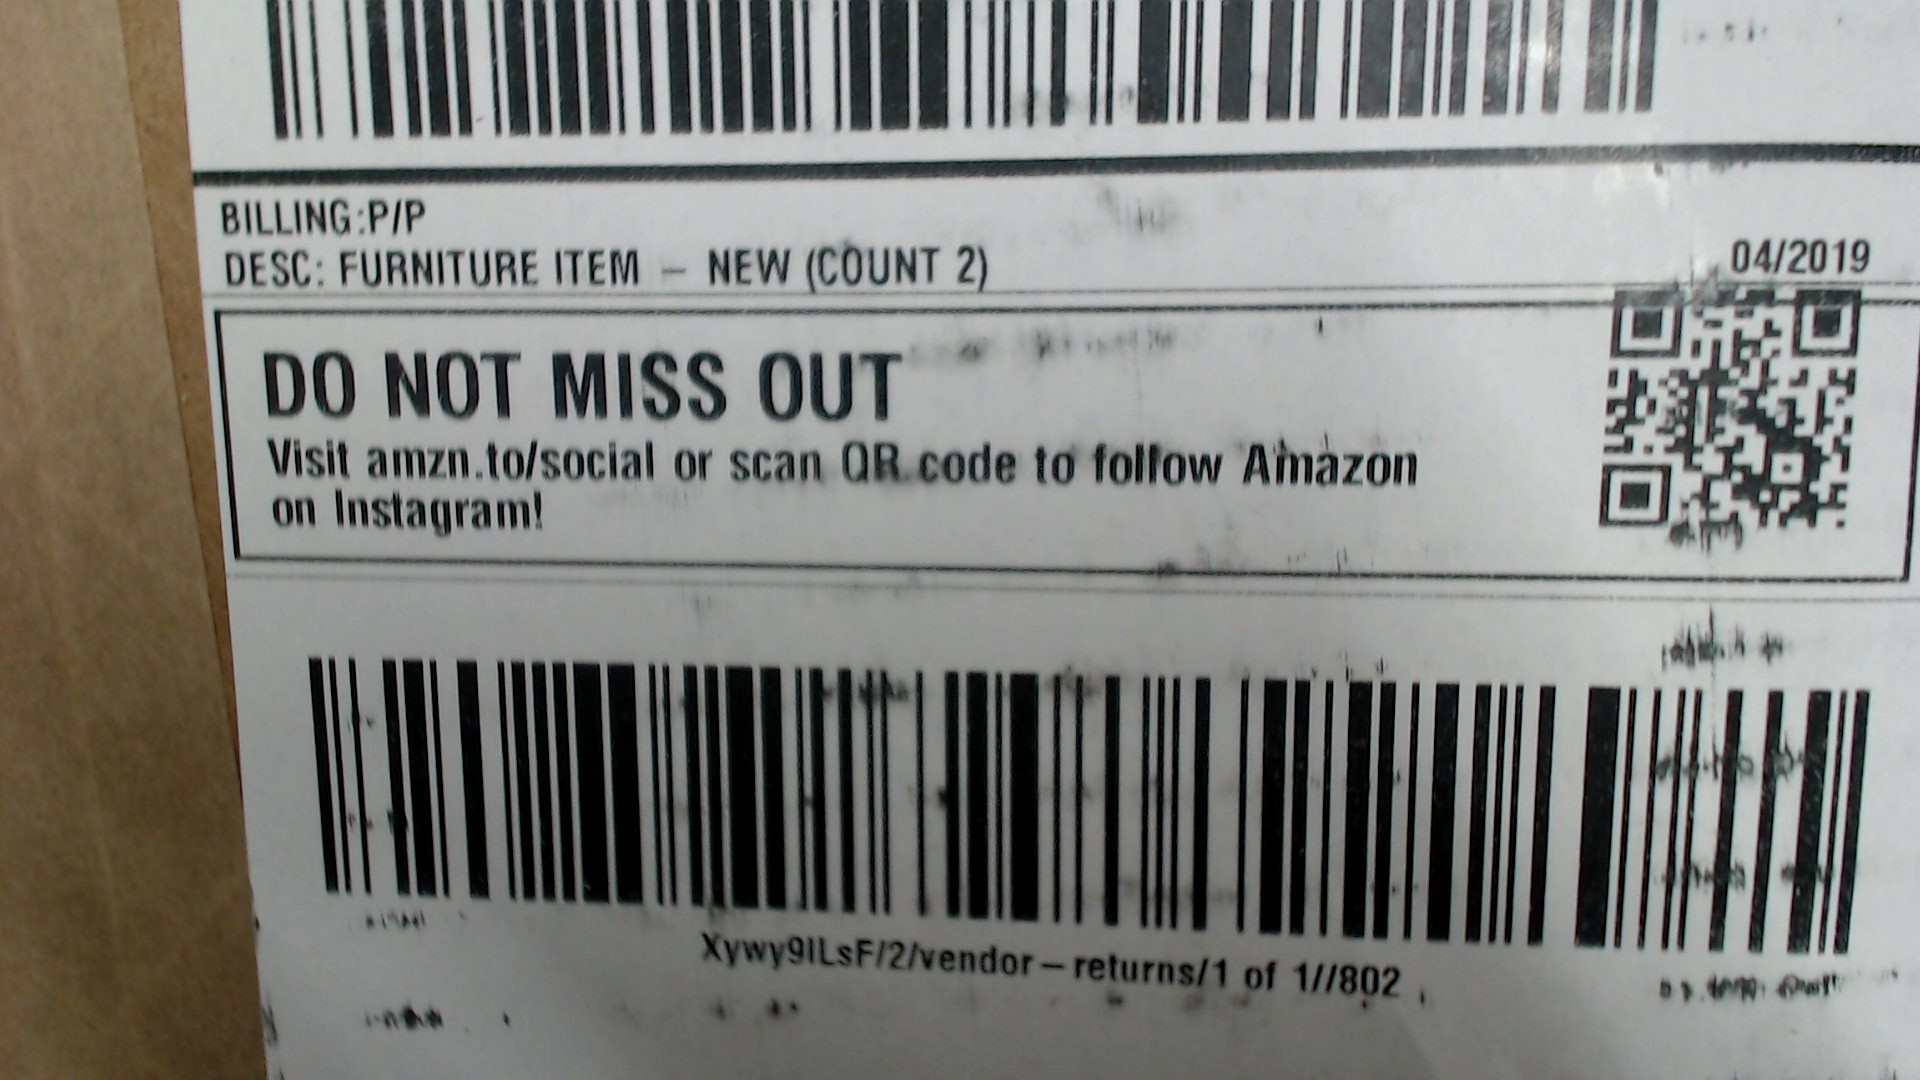 BILLING:P/P
DESC: FURNITURE ITEM – NEW (COUNT 2)
04/2019
DO NOT MISS OUT
Visit amzn.to/social or scan QR code to follow Amazon
on Instagram!
Xywy9ILsF/2/vendor–returns/1 of 1//802